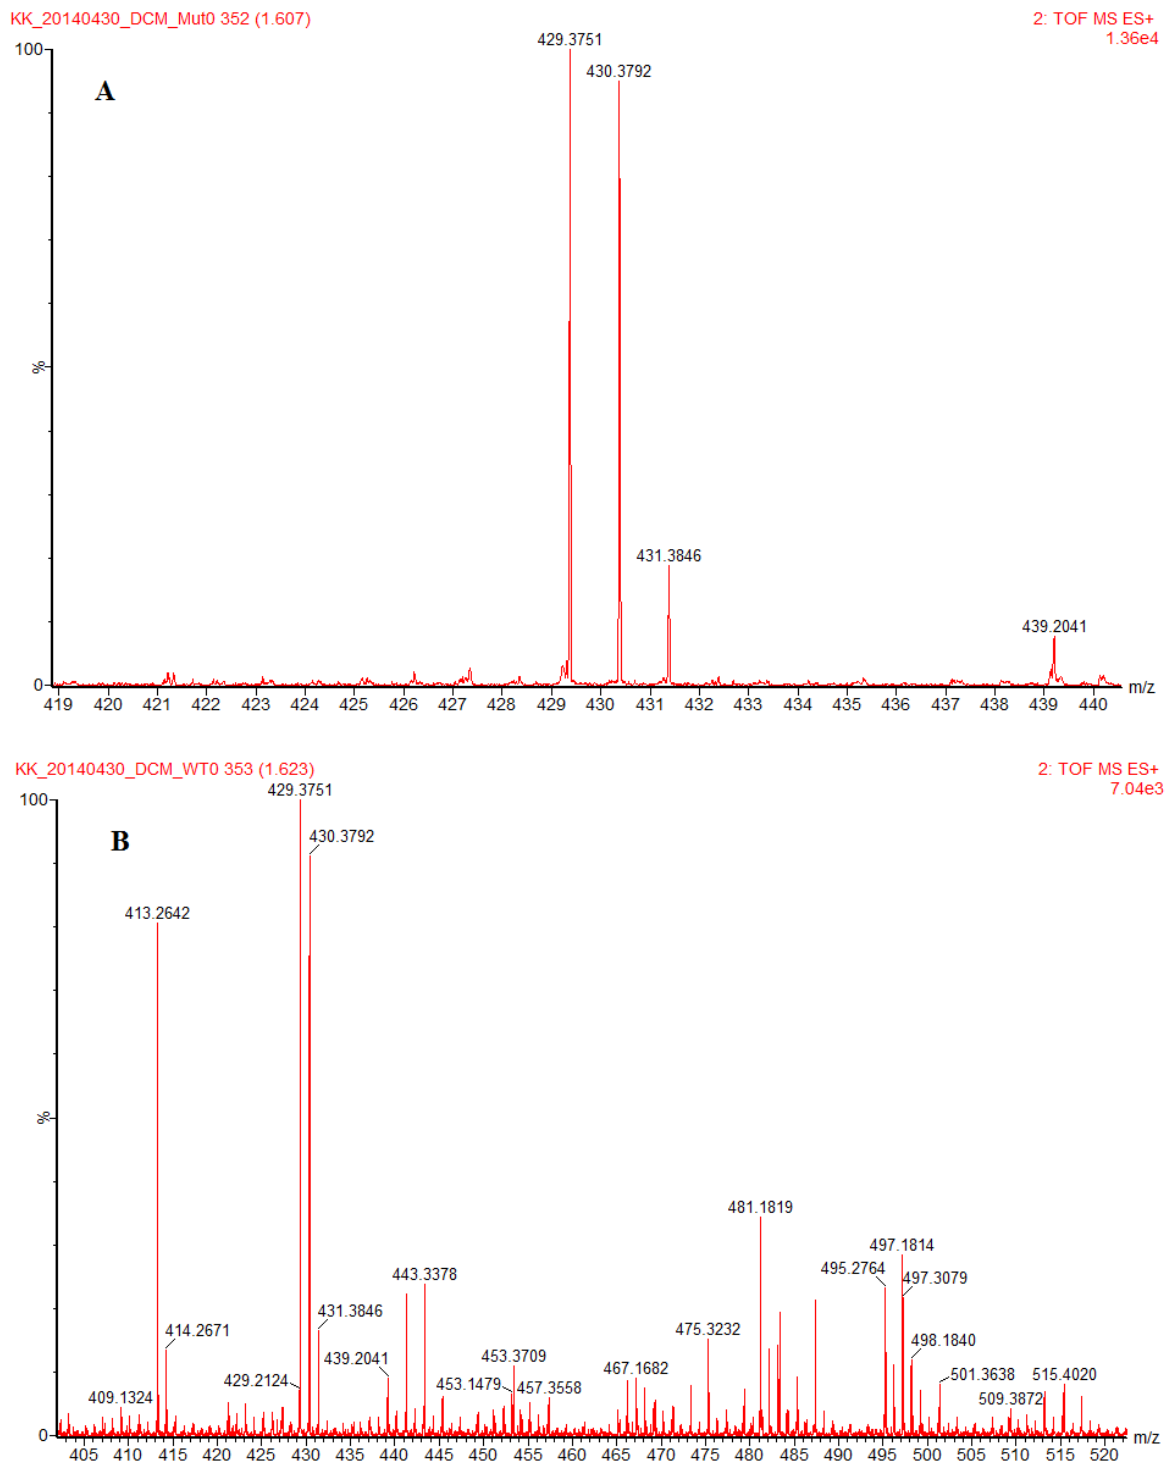 KK_20140430_DCM_Mut0 352 (1.607)
2: TOF MS ES+
1.36e4
A
100
%
0
429.3751
430.3792
431.3846
439.2041
419 420 421 422 423 424 425 426 427 428 429 430 431 432 433 434 435 436 437 438 439 440
m/z
KK_20140430_DCM_WT0 353 (1.623)
2: TOF MS ES+
7.04e3
B
100
%
0
429.3751
430.3792
413.2642
481.1819
497.1814
495.2764
497.3079
443.3378
431.3846
475.3232
414.2671
498.1840
439.2041
453.3709
467.1682
501.3638
515.4020
429.2124
453.1479
457.3558
409.1324
509.3872
405 410 415 420 425 430 435 440 445 450 455 460 465 470 475 480 485 490 495 500 505 510 515 520
m/z